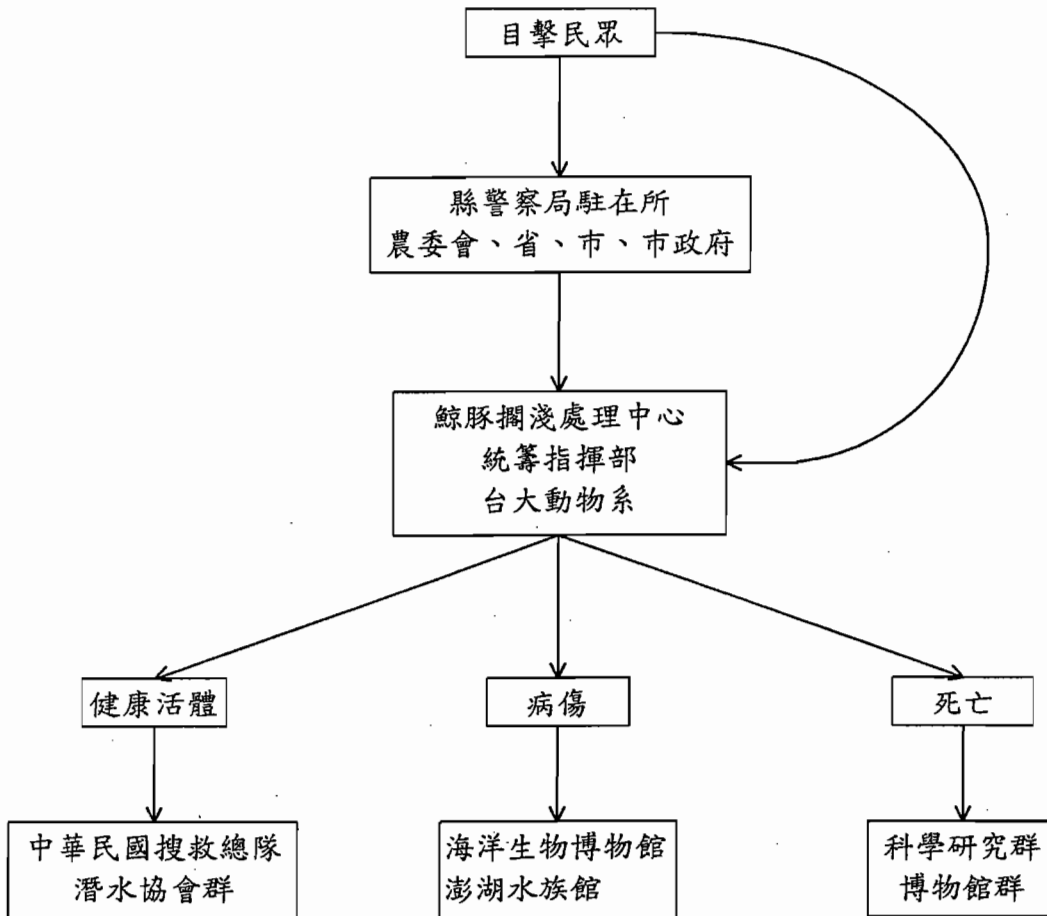 目擊民眾
縣警察局駐在所
農委會、省、市、市政府
鯨豚擱淺處理中心
統籌指揮部
台大動物系
健康活體
病傷
死亡
中華民國搜救總隊
潛水協會群
海洋生物博物館
澎湖水族館
科學研究群
博物館群